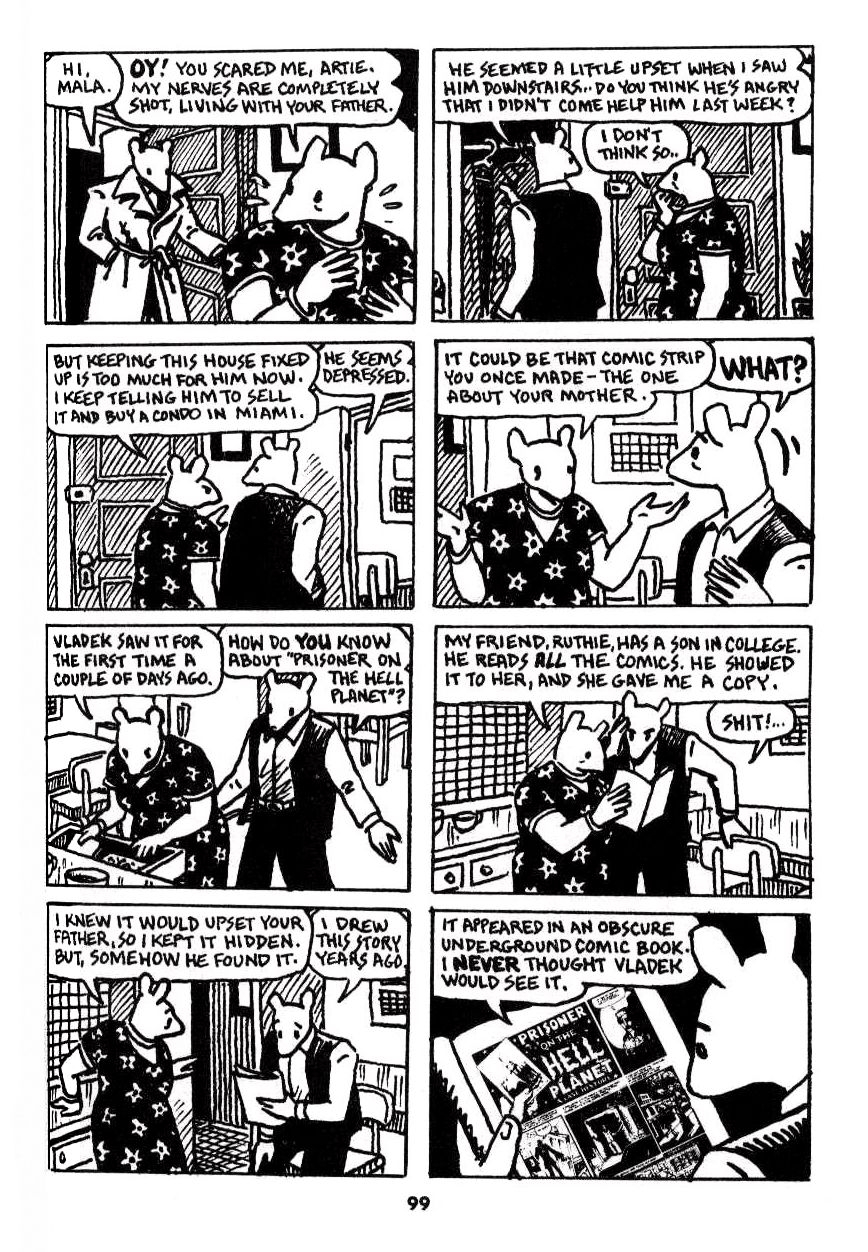 HI,
MALA.
OY! YOU SCARED ME, ARTIE.
MY NERVES ARE COMPLETELY
SHOT, LIVING WITH YOUR FATHER.
HE SEEMED A LITTLE UPSET WHEN I SAW
HIM DOWNSTAIRS... DO YOU THINK HE'S ANGRY
THAT I DIDN'T COME HELP HIM LAST WEEK?
I DON'T
THINK SO..
BUT KEEPING THIS HOUSE FIXED
UP IS TOO MUCH FOR HIM NOW.
I KEEP TELLING HIM TO SELL
IT AND BUY A CONDO IN MIAMI.
HE SEEMS
DEPRESSED.
IT COULD BE THAT COMIC STRIP
YOU ONCE MADE - THE ONE
ABOUT YOUR MOTHER.
WHAT?
VLADEK SAW IT FOR
THE FIRST TIME A
COUPLE OF DAYS AGO.
HOW DO YOU KNOW
ABOUT "PRISONER ON
THE HELL
PLANET"?
MY FRIEND, RUTHIE, HAS A SON IN COLLEGE.
HE READS ALL THE COMICS. HE SHOWED
IT TO HER, AND SHE GAVE ME A COPY.
SHIT!...
I KNEW IT WOULD UPSET YOUR
FATHER, SO I KEPT IT HIDDEN.
BUT, SOMEHOW HE FOUND IT.
I DREW
THIS STORY
YEARS AGO.
IT APPEARED IN AN OBSCURE
UNDERGROUND COMIC BOOK.
I NEVER THOUGHT VLADEK
WOULD SEE IT.
PRISONER
ON THE
HELL
PLANET
99